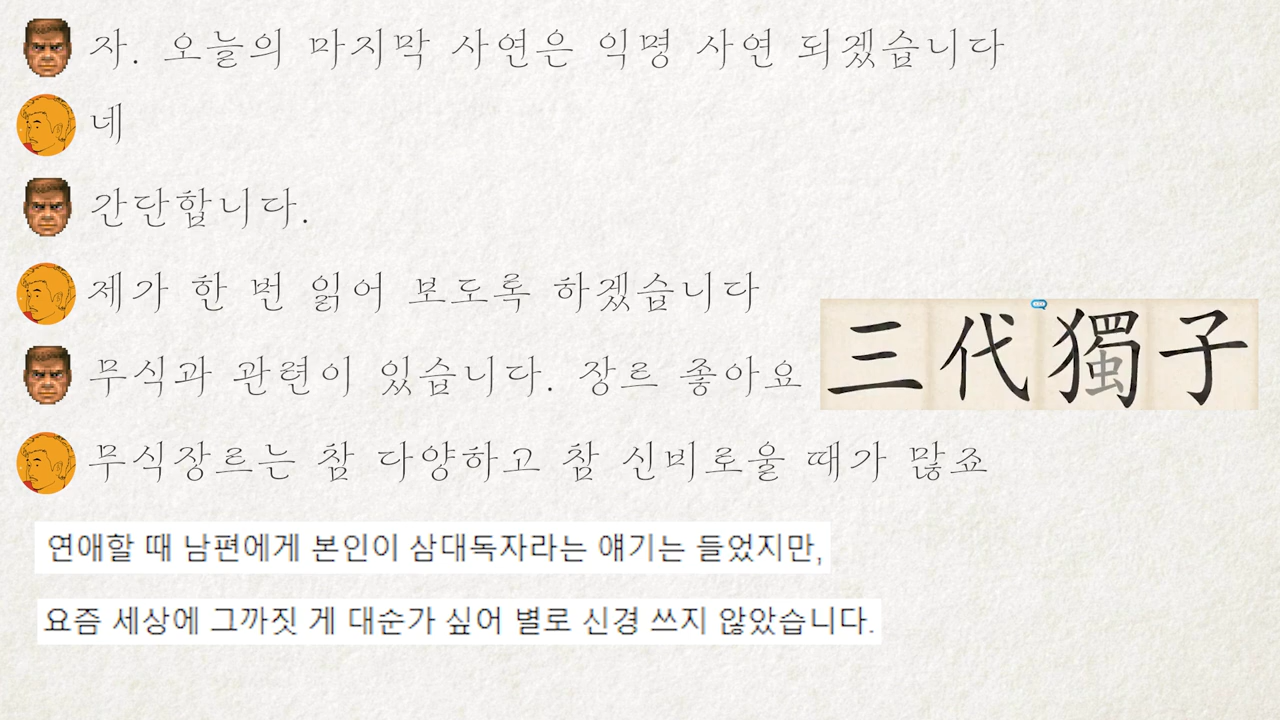 자. 오늘의 마지막 사연은 익명 사연 되겠습니다
네
간단합니다.
제가 한 번 읽어 보도록 하겠습니다
무식과 관련이 있습니다. 장르 좋아요
三代獨子
무식장르는 참 다양하고 참 신비로울 때가 많죠
연애할 때 남편에게 본인이 삼대독자라는 얘기는 들었지만,
요즘 세상에 그까짓 게 대순가 싶어 별로 신경 쓰지 않았습니다.